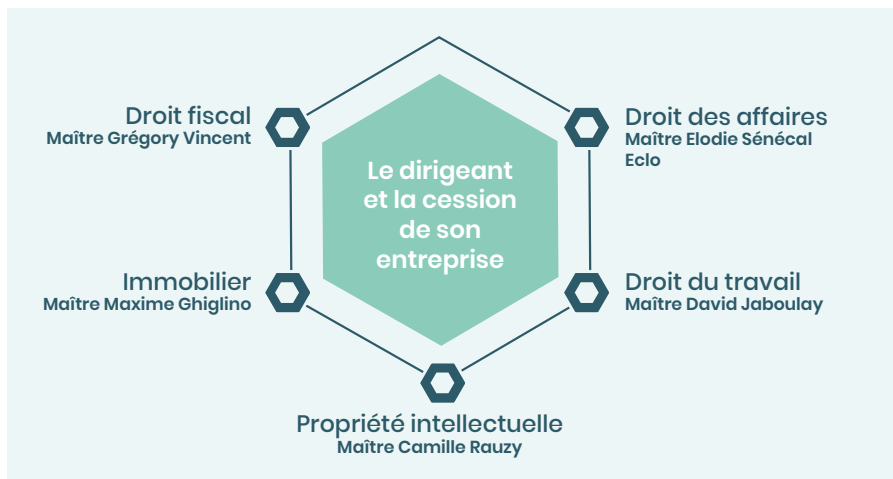 Droit fiscal
Maître Grégory Vincent
Droit des affaires
Maître Elodie Sénécal
Eclo
Le dirigeant
et la cession
de son
entreprise
Immobilier
Maître Maxime Ghiglino
Droit du travail
Maître David Jaboulay
Propriété intellectuelle
Maître Camille Rauzy